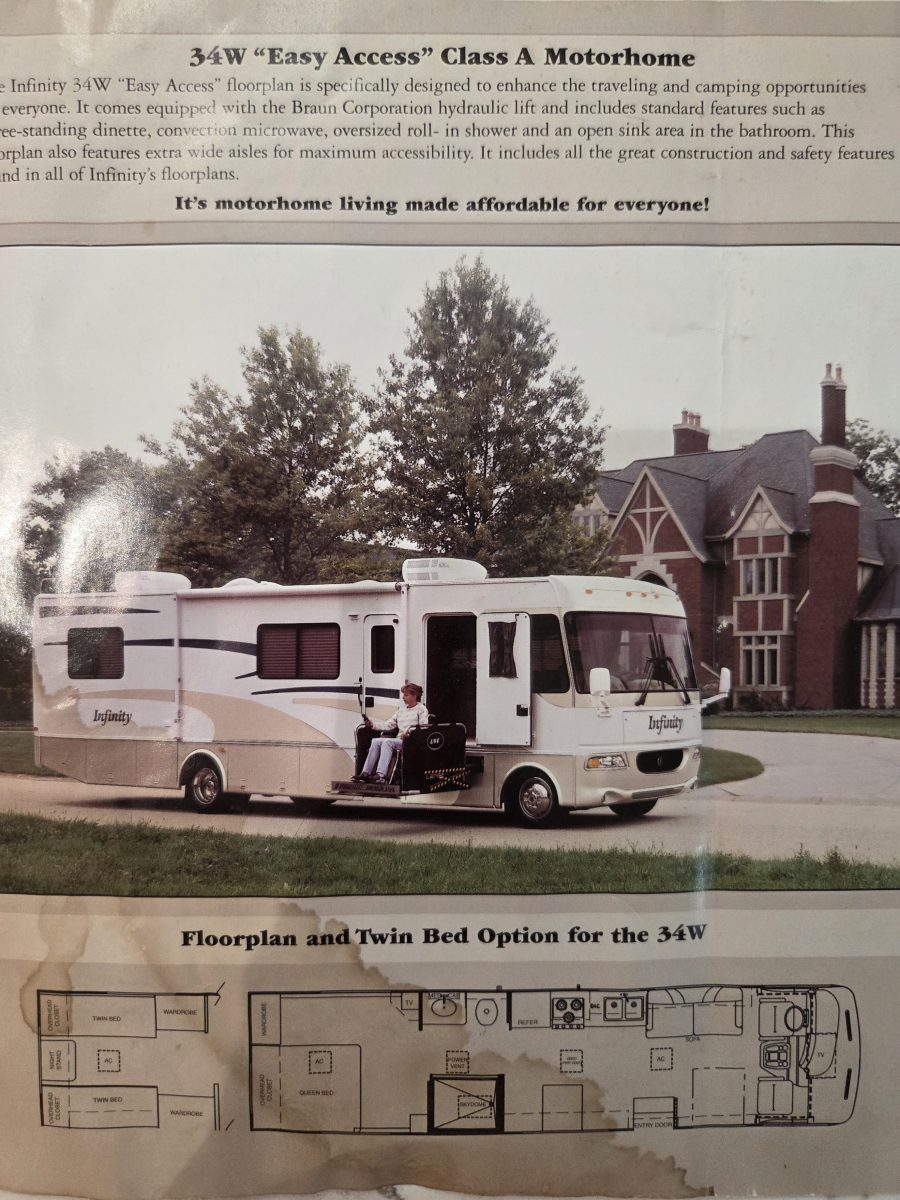 34W “Easy Access” Class A Motorhome
e Infinity 34W “Easy Access” floorplan is specifically designed to enhance the traveling and camping opportunities
everyone. It comes equipped with the Braun Corporation hydraulic lift and includes standard features such as
ee-standing dinette, convection microwave, oversized roll- in shower and an open sink area in the bathroom. This
orplan also features extra wide aisles for maximum accessibility. It includes all the great construction and safety features
nd in all of Infinity’s floorplans.
It’s motorhome living made affordable for everyone!
Infinity
Infinity
Floorplan and Twin Bed Option for the 34W
OVERHEAD CLOSET
TWIN BED
WARDROBE
NIGHT STAND
AC
OVERHEAD CLOSET
TWIN BED
WARDROBE
WARDROBE
TV
REFER
SOFA
TV
OVERHEAD CLOSET
AC
QUEEN BED
POWER VENT
AC
SKYDOME
ENTRY DOOR